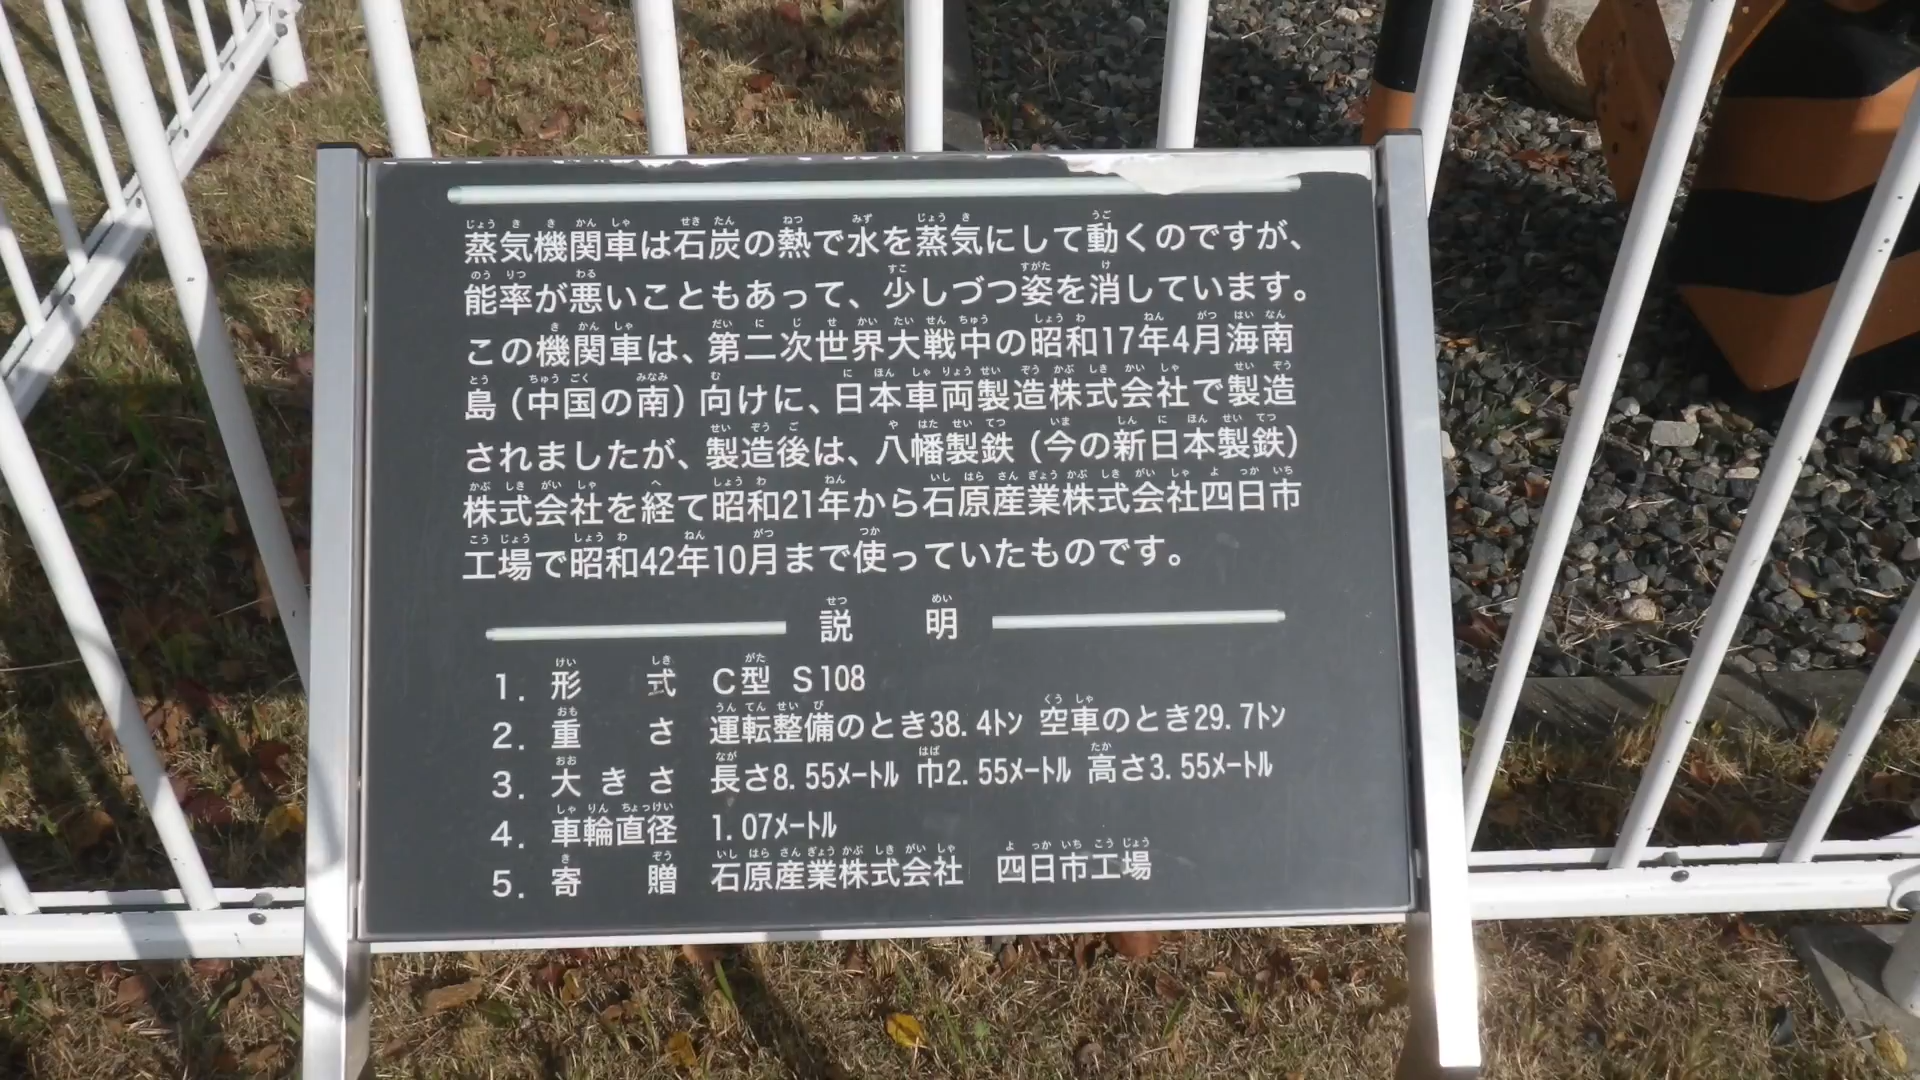 蒸気機関車は石炭の熱で水を蒸気にして動くのですが、
能率が悪いこともあって、少しづつ姿を消しています。
この機関車は、第二次世界大戦中の昭和17年4月海南
島（中国の南）向けに、日本車両製造株式会社で製造
されましたが、製造後は、八幡製鉄（今の新日本製鉄）
株式会社を経て昭和21年から石原産業株式会社四日市
工場で昭和42年10月まで使っていたものです。
説 明
1. 形 式 C型 S108
2. 重 さ 運転整備のとき38.4トン 空車のとき29.7トン
3. 大きさ 長さ8.55メートル 巾2.55メートル 高さ3.55メートル
4. 車輪直径 1.07メートル
5. 寄 贈 石原産業株式会社 四日市工場